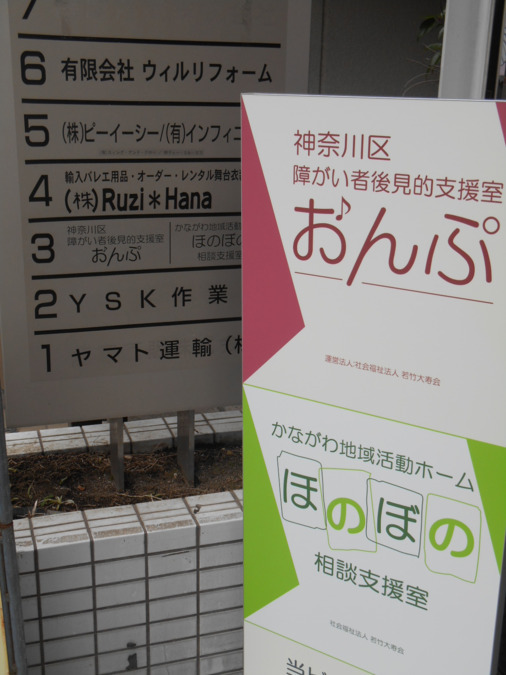 7
6 有限会社 ウィルリフォーム
5 (株)ピーイーシー/(有)インフィニ
4 輸入バレエ用品・オーダー・レンタル舞台衣
(株)Ruzi＊Hana
3 神奈川区
障がい者後見的支援室
おんぷ
かながわ地域活動
ほのぼの
相談支援室
2 YSK作業
1 ヤマト運輸(株
神奈川区
障がい者後見的支援室
おんぷ
運営法人:社会福祉法人 若竹大寿会
かながわ地域活動ホーム
ほのぼの
相談支援室
社会福祉法人 若竹大寿会
当ビ